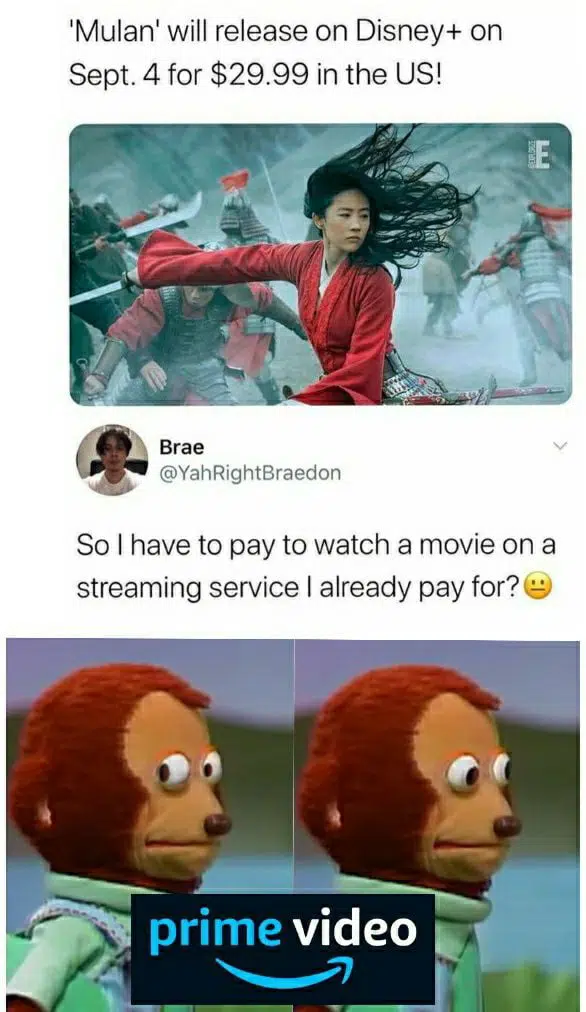 'Mulan' will release on Disney+ on
Sept. 4 for $29.99 in the US!
E
Brae
@YahRightBraedon
So I have to pay to watch a movie on a
streaming service I already pay for?😐
prime video